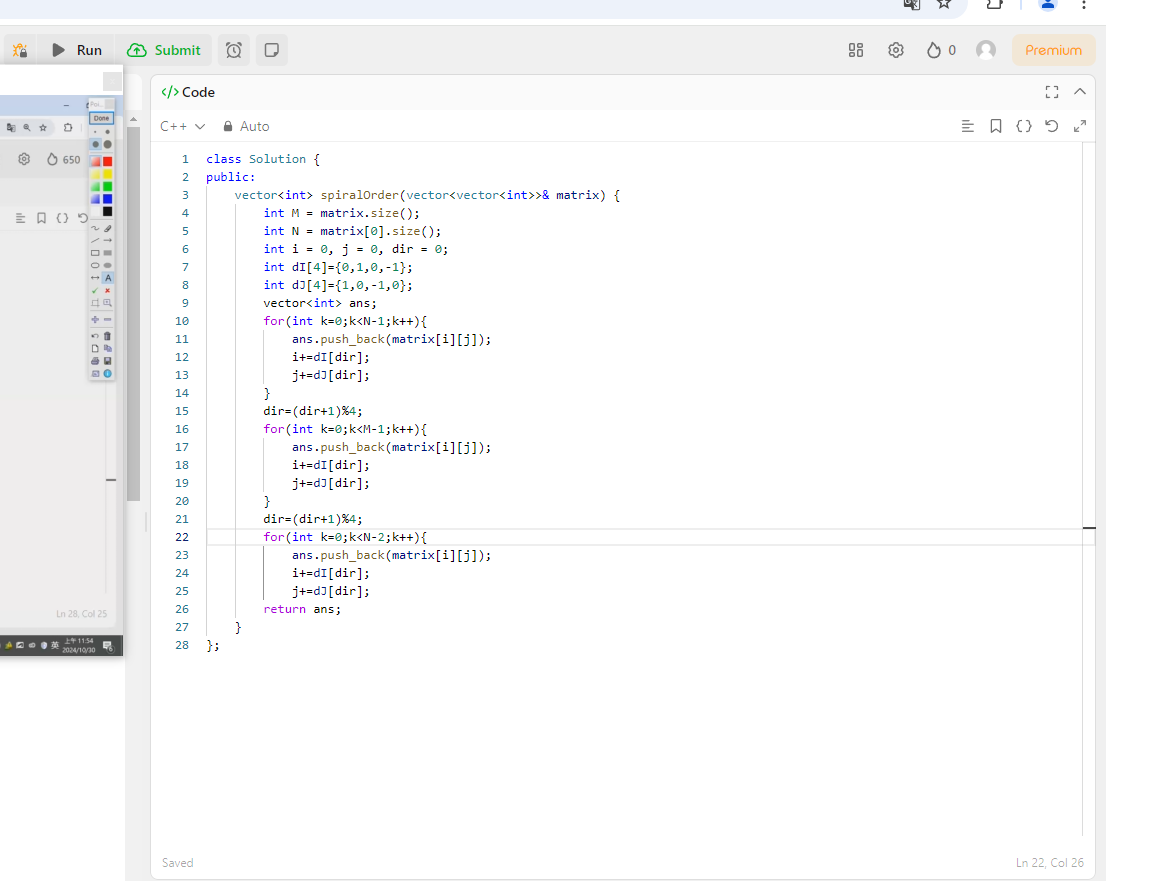 Run
Submit
0
Premium
</> Code
C++
Auto
1 class Solution {
2 public:
3     vector<int> spiralOrder(vector<vector<int>>& matrix) {
4         int M = matrix.size();
5         int N = matrix[0].size();
6         int i = 0, j = 0, dir = 0;
7         int dI[4]={0,1,0,-1};
8         int dJ[4]={1,0,-1,0};
9         vector<int> ans;
10         for(int k=0;k<N-1;k++){
11             ans.push_back(matrix[i][j]);
12             i+=dI[dir];
13             j+=dJ[dir];
14         }
15         dir=(dir+1)%4;
16         for(int k=0;k<M-1;k++){
17             ans.push_back(matrix[i][j]);
18             i+=dI[dir];
19             j+=dJ[dir];
20         }
21         dir=(dir+1)%4;
22         for(int k=0;k<N-2;k++){
23             ans.push_back(matrix[i][j]);
24             i+=dI[dir];
25             j+=dJ[dir];
26         return ans;
27     }
28 };
Saved
Ln 22, Col 26
Done
650
A
Ln 28, Col 25
英
上午 11:54
2024/10/30